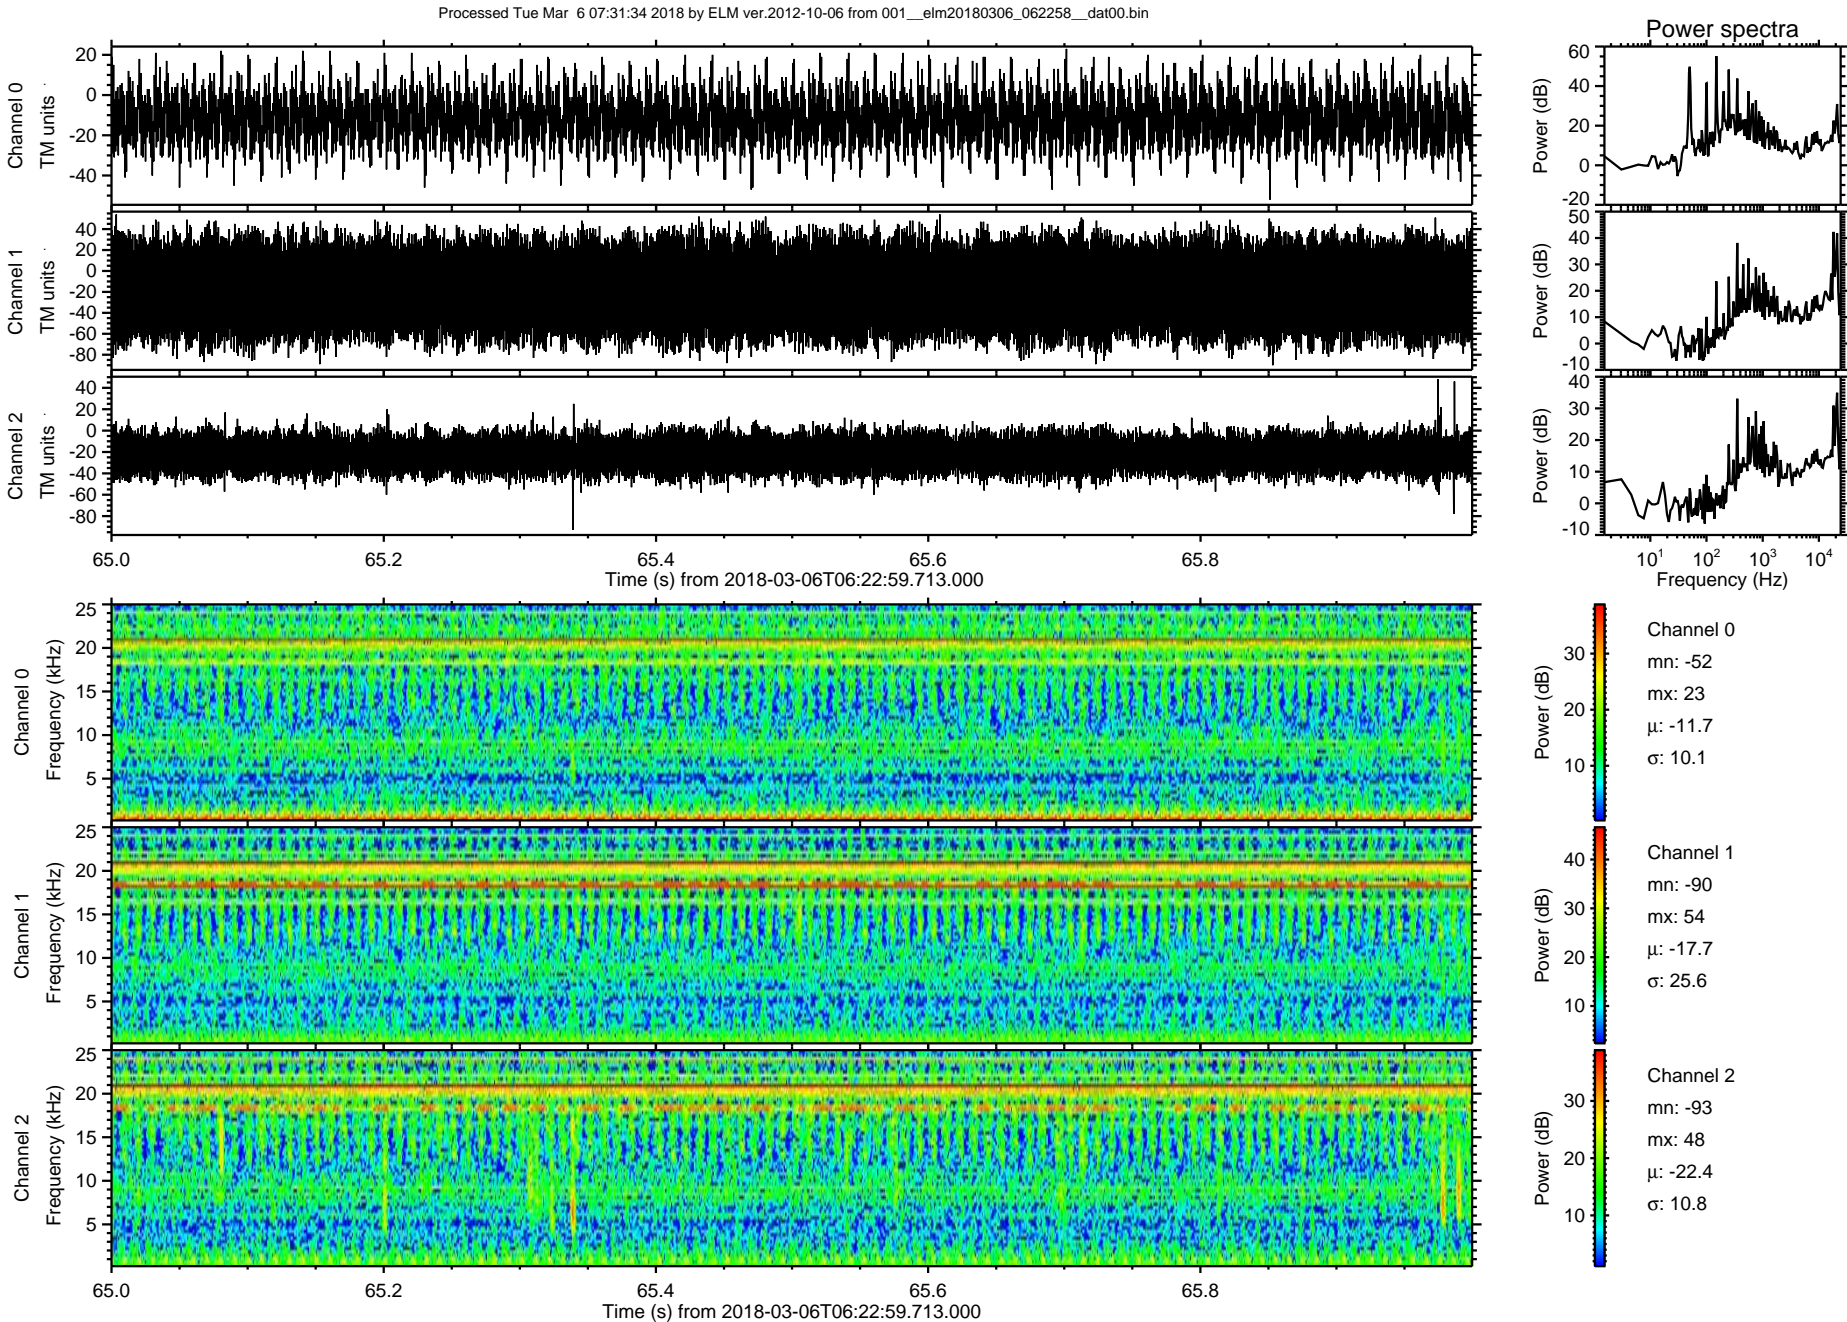 Processed Tue Mar  6 07:31:34 2018 by ELM ver.2012-10-06 from 001__elm20180306_062258__dat00.bin
Power spectra
Channel 0
TM units
20
0
-20
-40
Power (dB)
60
40
20
0
-20
Channel 1
TM units
40
20
0
-20
-40
-60
-80
Power (dB)
50
40
30
20
10
0
-10
Channel 2
TM units
40
20
0
-20
-40
-60
-80
Power (dB)
40
30
20
10
0
-10
65.0 65.2 65.4 65.6 65.8
Time (s) from 2018-03-06T06:22:59.713.000
10^1 10^2 10^3 10^4
Frequency (Hz)
Channel 0
Frequency (kHz)
25
20
15
10
5
Power (dB)
30
20
10
Channel 0
mn: -52
mx: 23
μ: -11.7
σ: 10.1
Channel 1
Frequency (kHz)
25
20
15
10
5
Power (dB)
40
30
20
10
Channel 1
mn: -90
mx: 54
μ: -17.7
σ: 25.6
Channel 2
Frequency (kHz)
25
20
15
10
5
Power (dB)
30
20
10
Channel 2
mn: -93
mx: 48
μ: -22.4
σ: 10.8
65.0 65.2 65.4 65.6 65.8
Time (s) from 2018-03-06T06:22:59.713.000